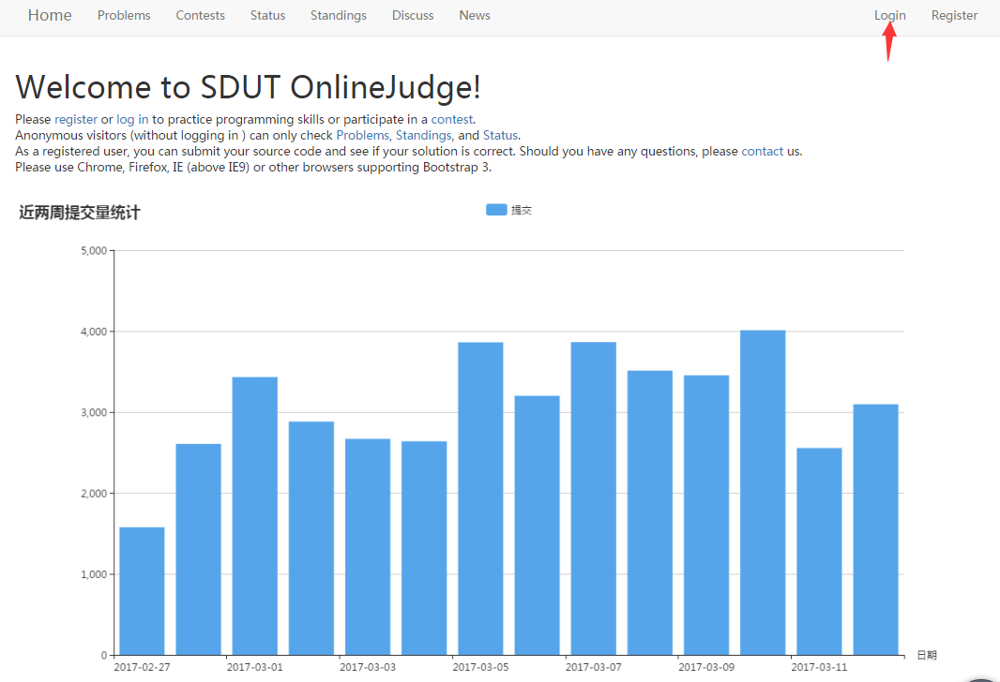 Home Problems Contests Status Standings Discuss News Login Register
Welcome to SDUT OnlineJudge!
Please register or log in to practice programming skills or participate in a contest.
Anonymous visitors (without logging in ) can only check Problems, Standings, and Status.
As a registered user, you can submit your source code and see if your solution is correct. Should you have any questions, please contact us.
Please use Chrome, Firefox, IE (above IE9) or other browsers supporting Bootstrap 3.
近两周提交量统计 提交
5,000
4,000
3,000
2,000
1,000
0 日期
2017-02-27 2017-03-01 2017-03-03 2017-03-05 2017-03-07 2017-03-09 2017-03-11